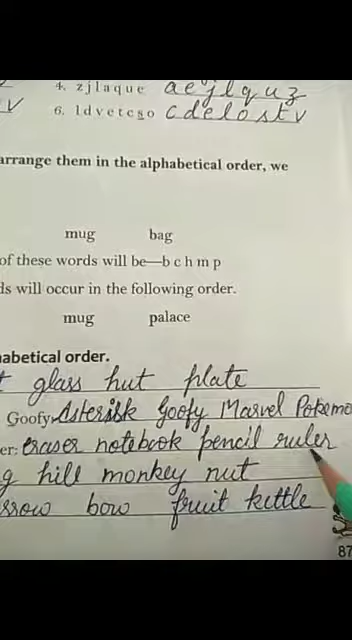 4. zjlaque aejlquz
v 6. ldvetcso cdelostv
arrange them in the alphabetical order, we
mug bag
of these words will be—b c h m p
ds will occur in the following order.
mug palace
habetical order.
t glass hut plate
Goofy: Asterisk Goofy Marvel Pokemo
er: eraser notebook pencil ruler
g hill monkey nut
rrow bow fruit kettle
87